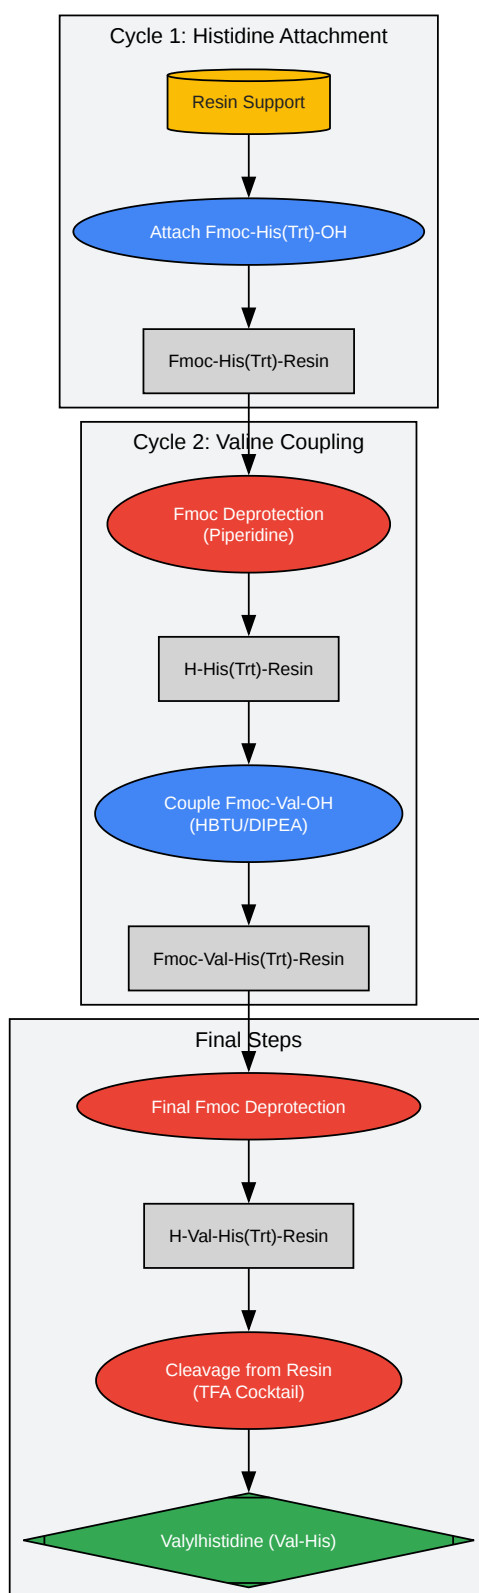 Cycle 1: Histidine Attachment
Resin Support
Attach Fmoc-His(Trt)-OH
Fmoc-His(Trt)-Resin
Cycle 2: Valine Coupling
Fmoc Deprotection
(Piperidine)
H-His(Trt)-Resin
Couple Fmoc-Val-OH
(HBTU/DIPEA)
Fmoc-Val-His(Trt)-Resin
Final Steps
Final Fmoc Deprotection
H-Val-His(Trt)-Resin
Cleavage from Resin
(TFA Cocktail)
Valylhistidine (Val-His)